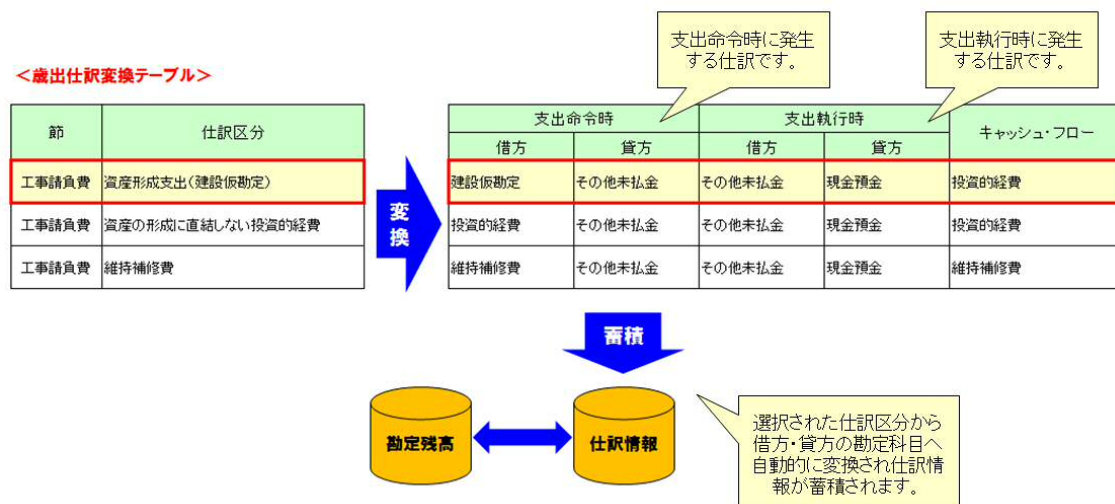 支出命令時に発生
する仕訳です。
支出執行時に発生
する仕訳です。
＜歳出仕訳変換テーブル＞
節 仕訳区分
工事請負費 資産形成支出(建設仮勘定)
工事請負費 資産の形成に直結しない投資的経費
工事請負費 維持補修費
変換
支出命令時 支出執行時 キャッシュ・フロー
借方 貸方 借方 貸方
建設仮勘定 その他未払金 その他未払金 現金預金 投資的経費
投資的経費 その他未払金 その他未払金 現金預金 投資的経費
維持補修費 その他未払金 その他未払金 現金預金 維持補修費
蓄積
勘定残高 仕訳情報
選択された仕訳区分から
借方・貸方の勘定科目へ
自動的に変換され仕訳情
報が蓄積されます。